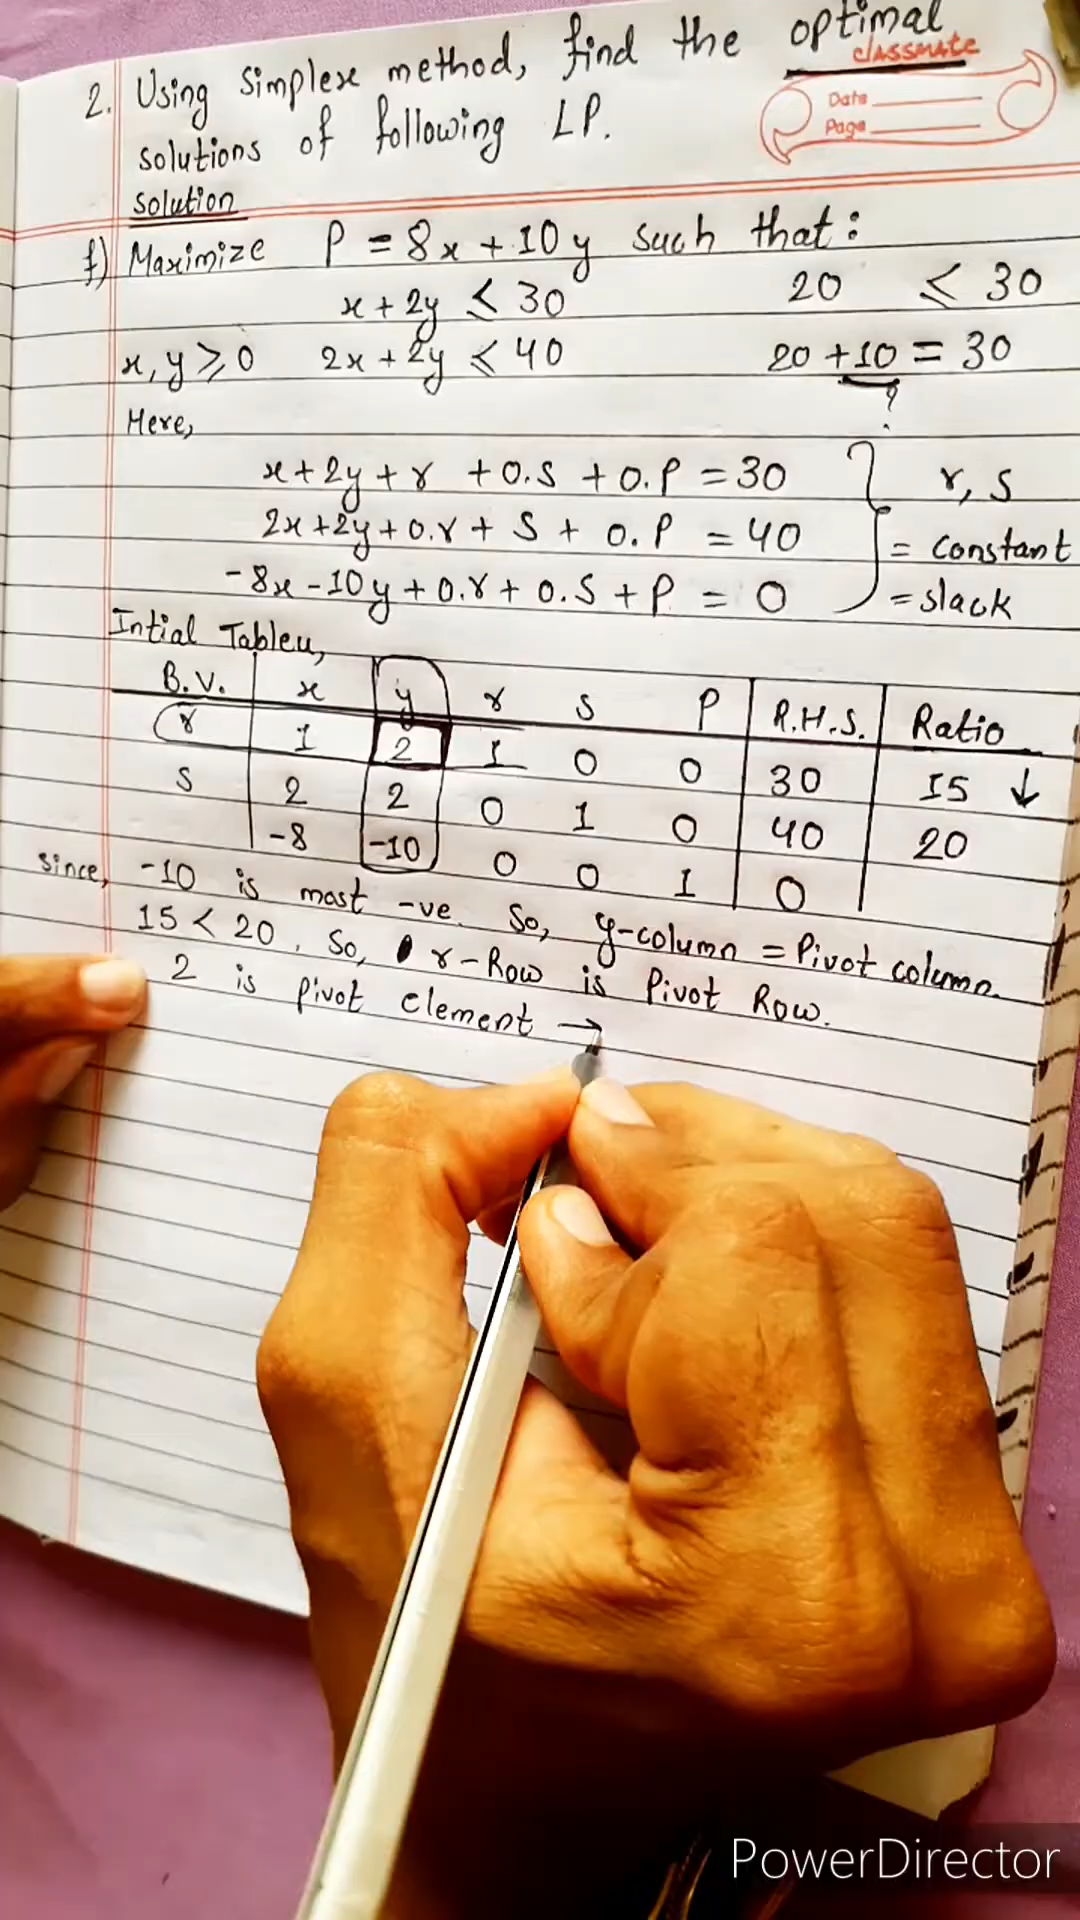 2. Using Simplex method, find the optimal
classmate
Date
Page
solutions of following LP.
solution
f) Maximize P = 8x + 10y such that:
x + 2y ≤ 30 20 ≤ 30
x, y ≥ 0 2x + 2y ≤ 40 20 + 10 = 30
?
Here,
x + 2y + r + 0.S + 0.P = 30 r, s
2x + 2y + 0.r + S + 0.P = 40 = constant
-8x - 10y + 0.r + 0.S + P = 0 = slack
Intial Tableu,
B.V. x y r S P R.H.S. Ratio
r 1 2 1 0 0 30 15 ↓
S 2 2 0 1 0 40 20
-8 -10 0 0 1 0
Since, -10 is most -ve. So, y-column = Pivot column.
15 < 20. So, r-Row is Pivot Row.
2 is pivot element →
PowerDirector